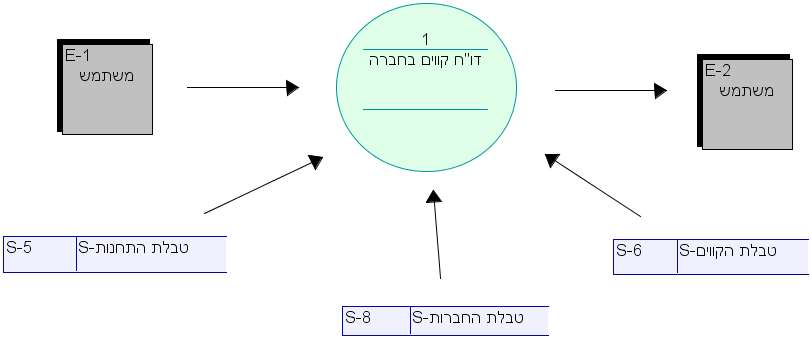 1
דו"ח קווים בחברה
E-1
משתמש
E-2
משתמש
S-5
S-טבלת התחנות
S-6
S-טבלת הקווים
S-8
S-טבלת החברות